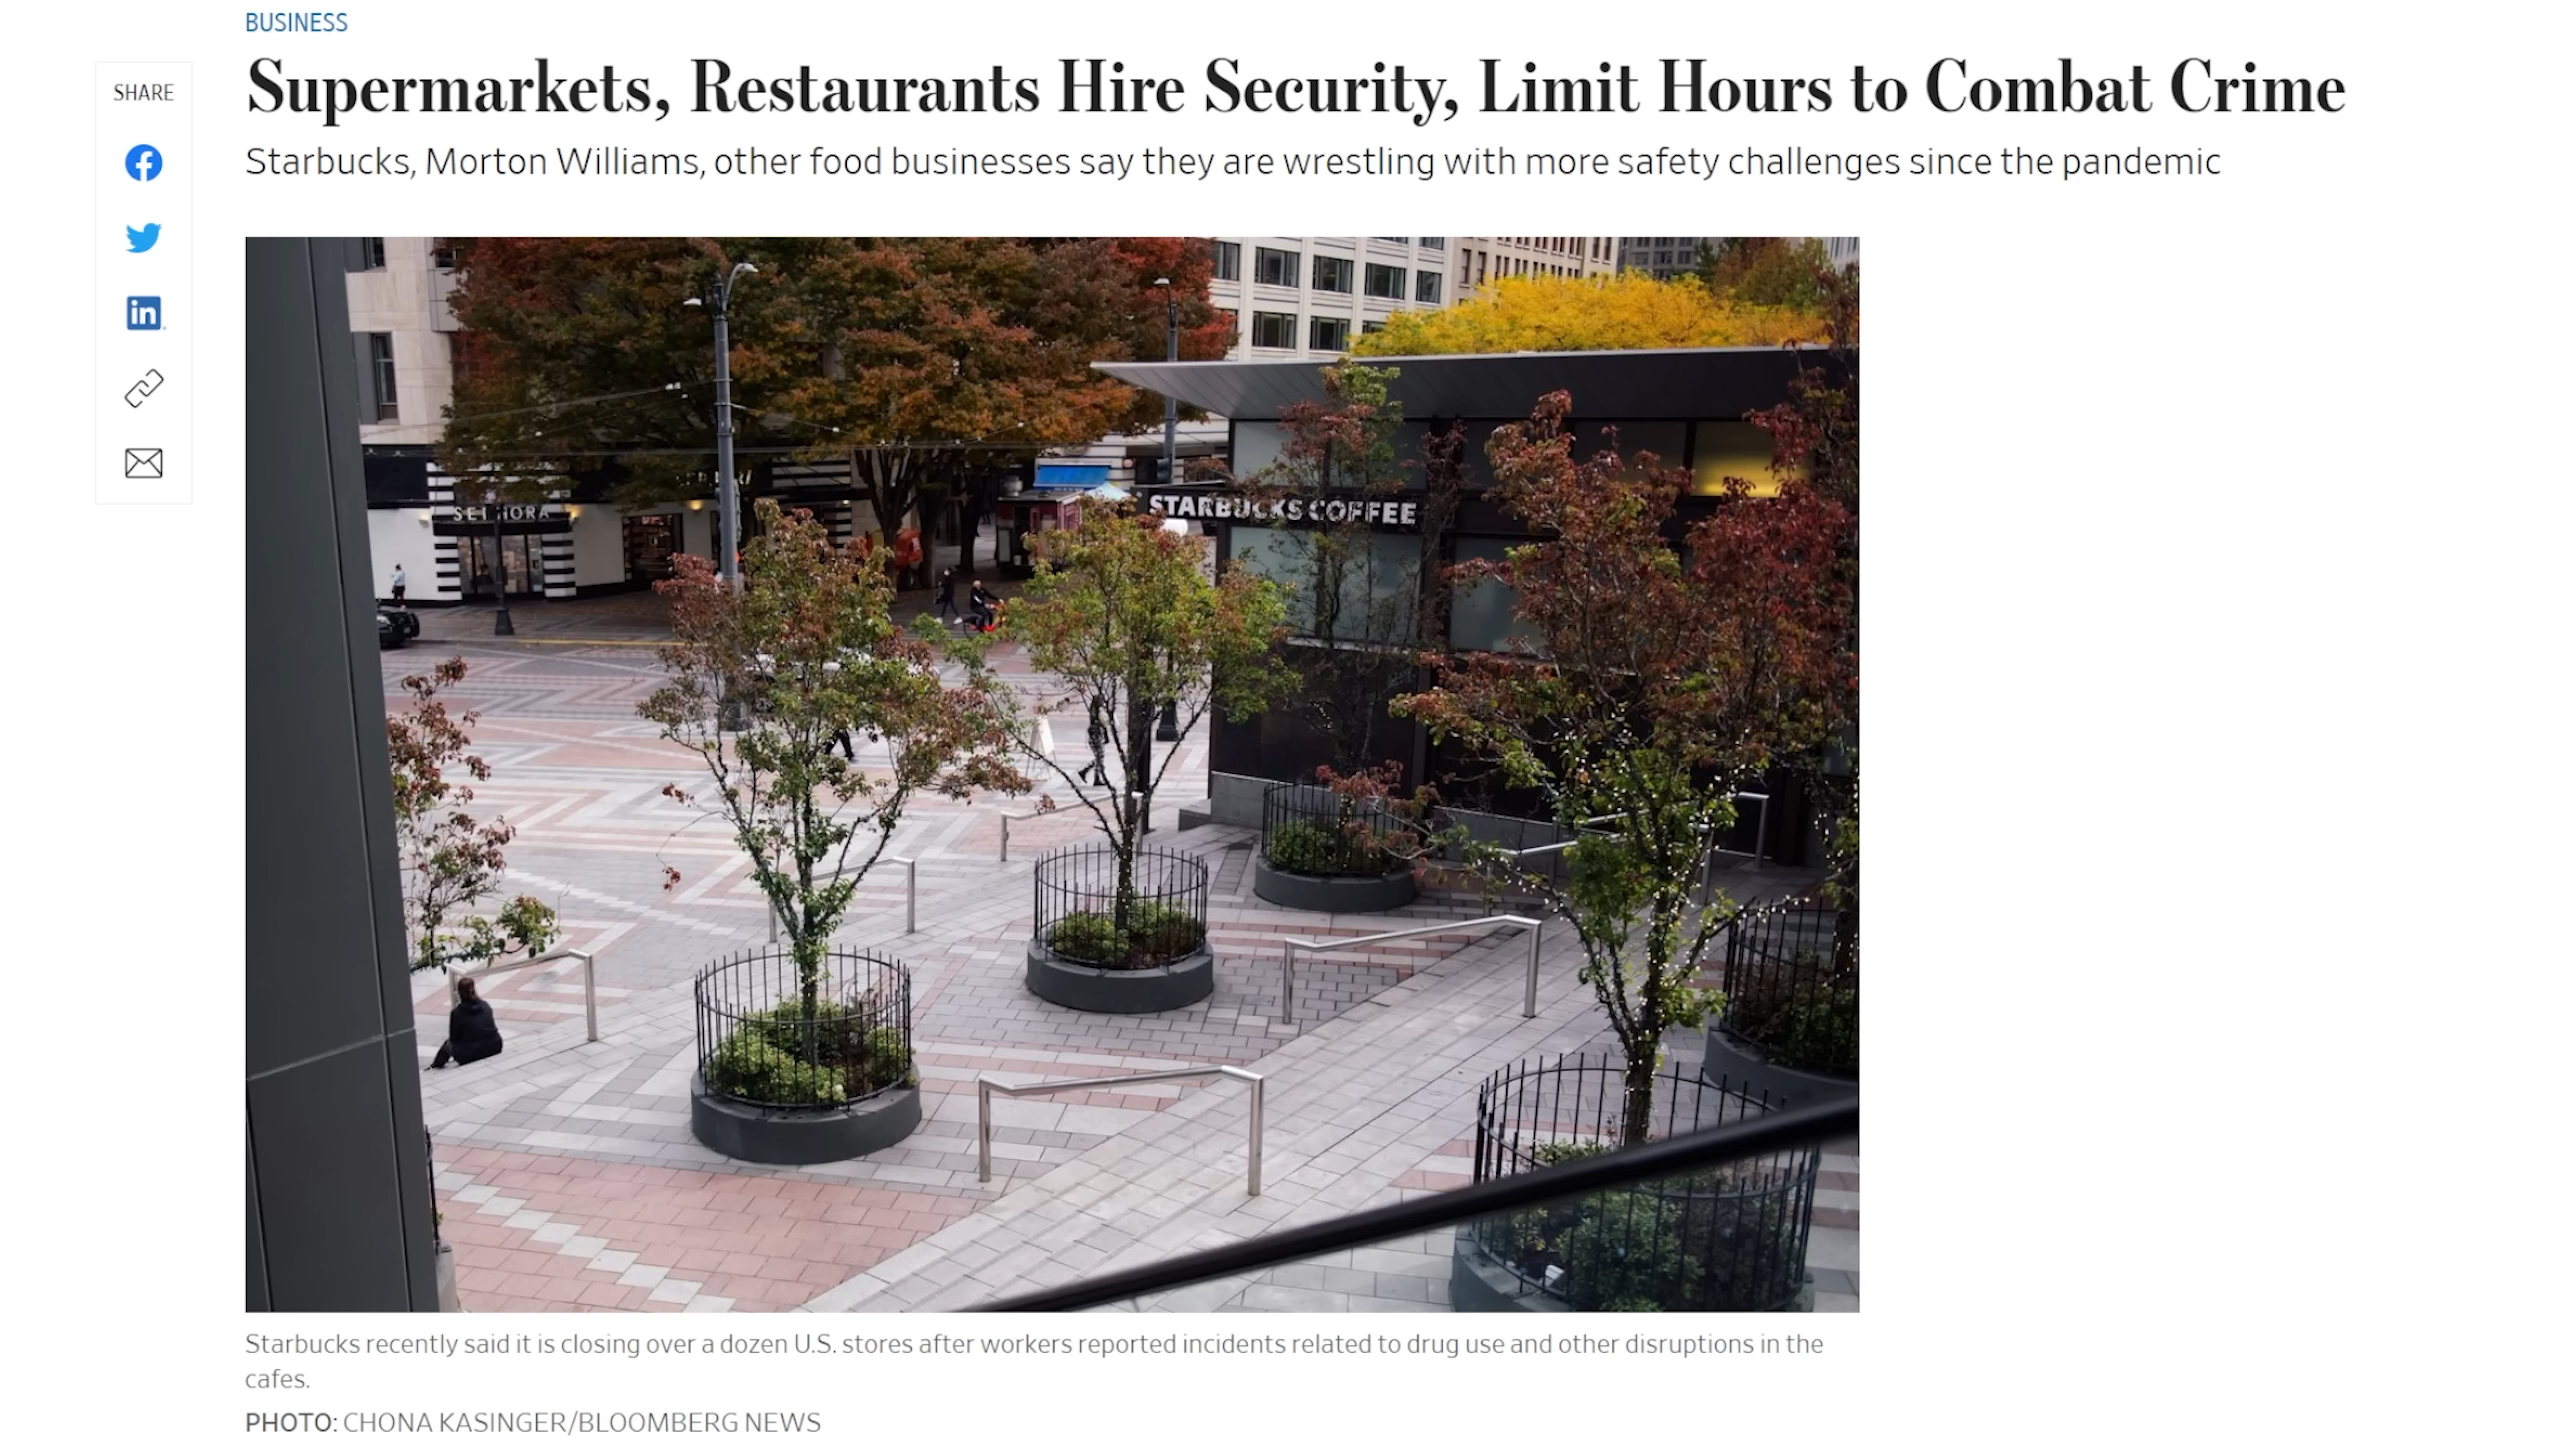 BUSINESS
SHARE
Supermarkets, Restaurants Hire Security, Limit Hours to Combat Crime
Starbucks, Morton Williams, other food businesses say they are wrestling with more safety challenges since the pandemic
in
SEPHORA
STARBUCKS COFFEE
Starbucks recently said it is closing over a dozen U.S. stores after workers reported incidents related to drug use and other disruptions in the
cafes.
PHOTO: CHONA KASINGER/BLOOMBERG NEWS